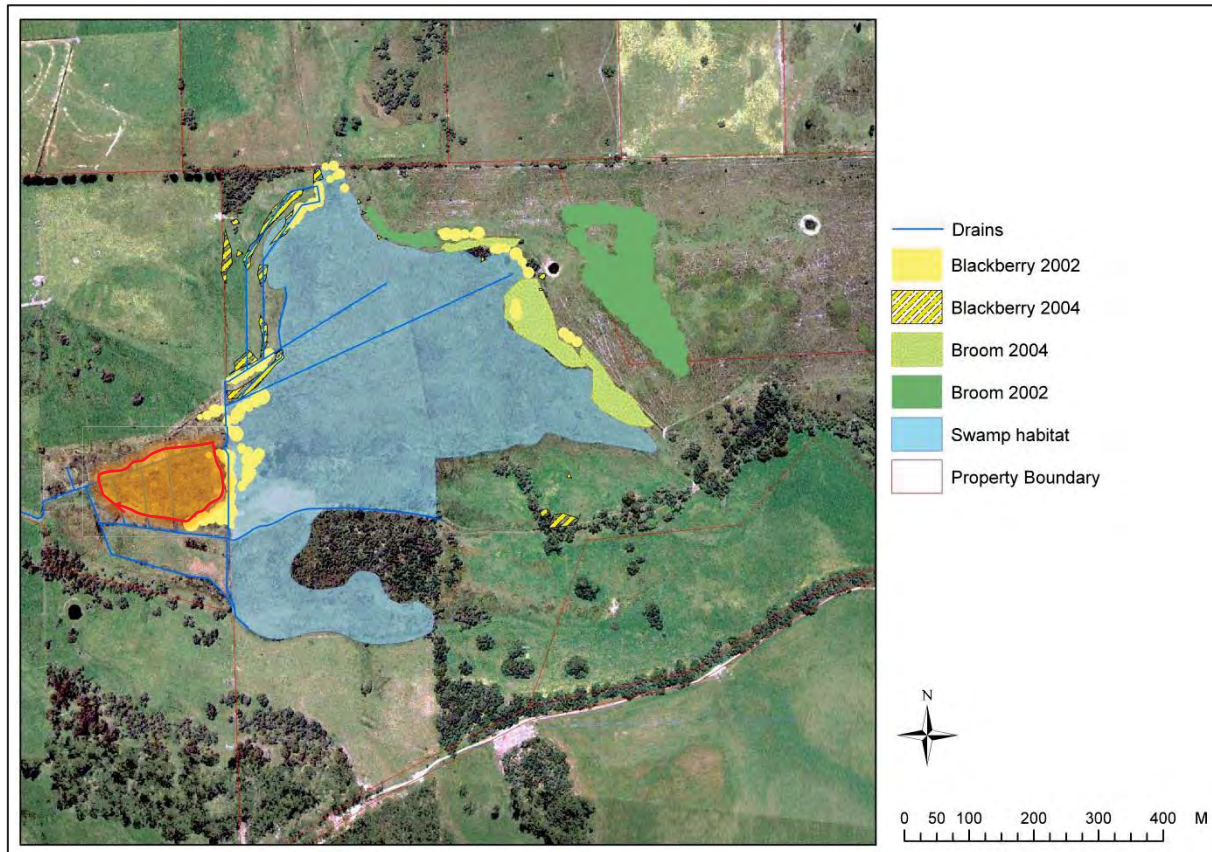 Drains
Blackberry 2002
Blackberry 2004
Broom 2004
Broom 2002
Swamp habitat
Property Boundary
N
0 50 100 200 300 400 M